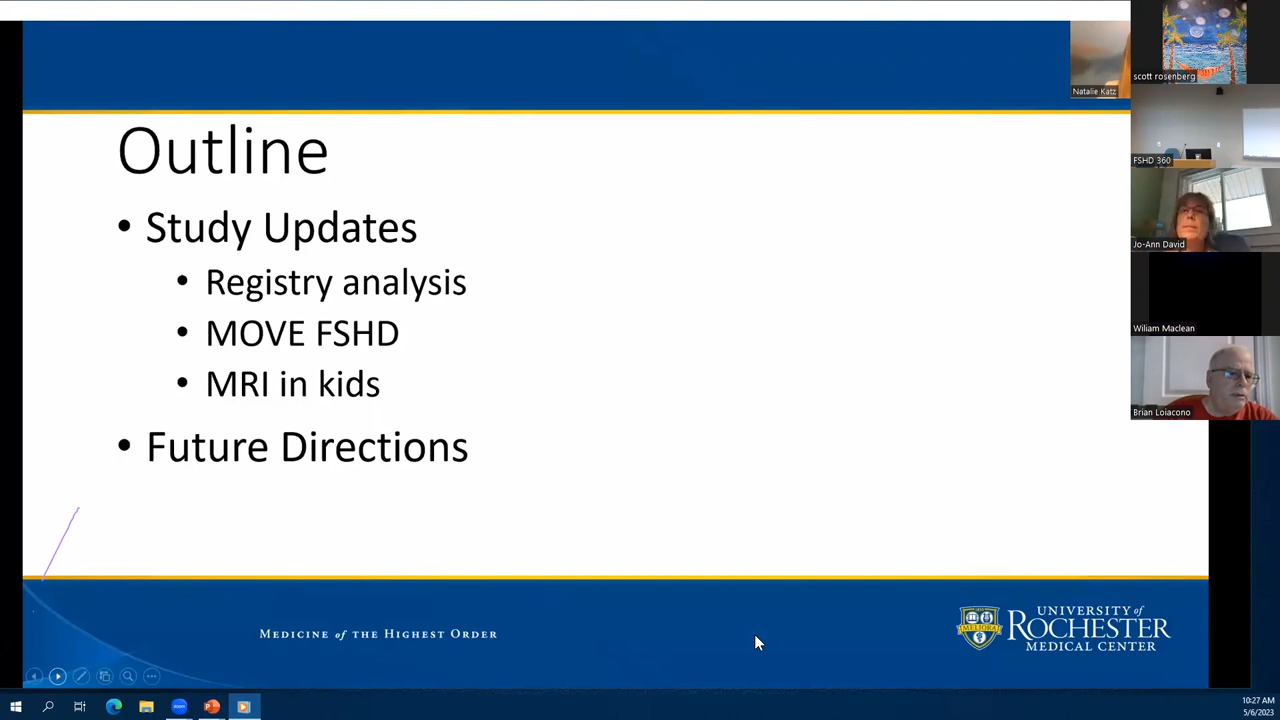 Outline
• Study Updates
• Registry analysis
• MOVE FSHD
• MRI in kids
• Future Directions
MEDICINE of THE HIGHEST ORDER
MELIORA
UNIVERSITY of
ROCHESTER
MEDICAL CENTER
Natalie Katz
scott rosenberg
FSHD 360
Jo-Ann David
Wiliam Maclean
Brian Loiacono
zoom
10:27 AM
5/6/2023